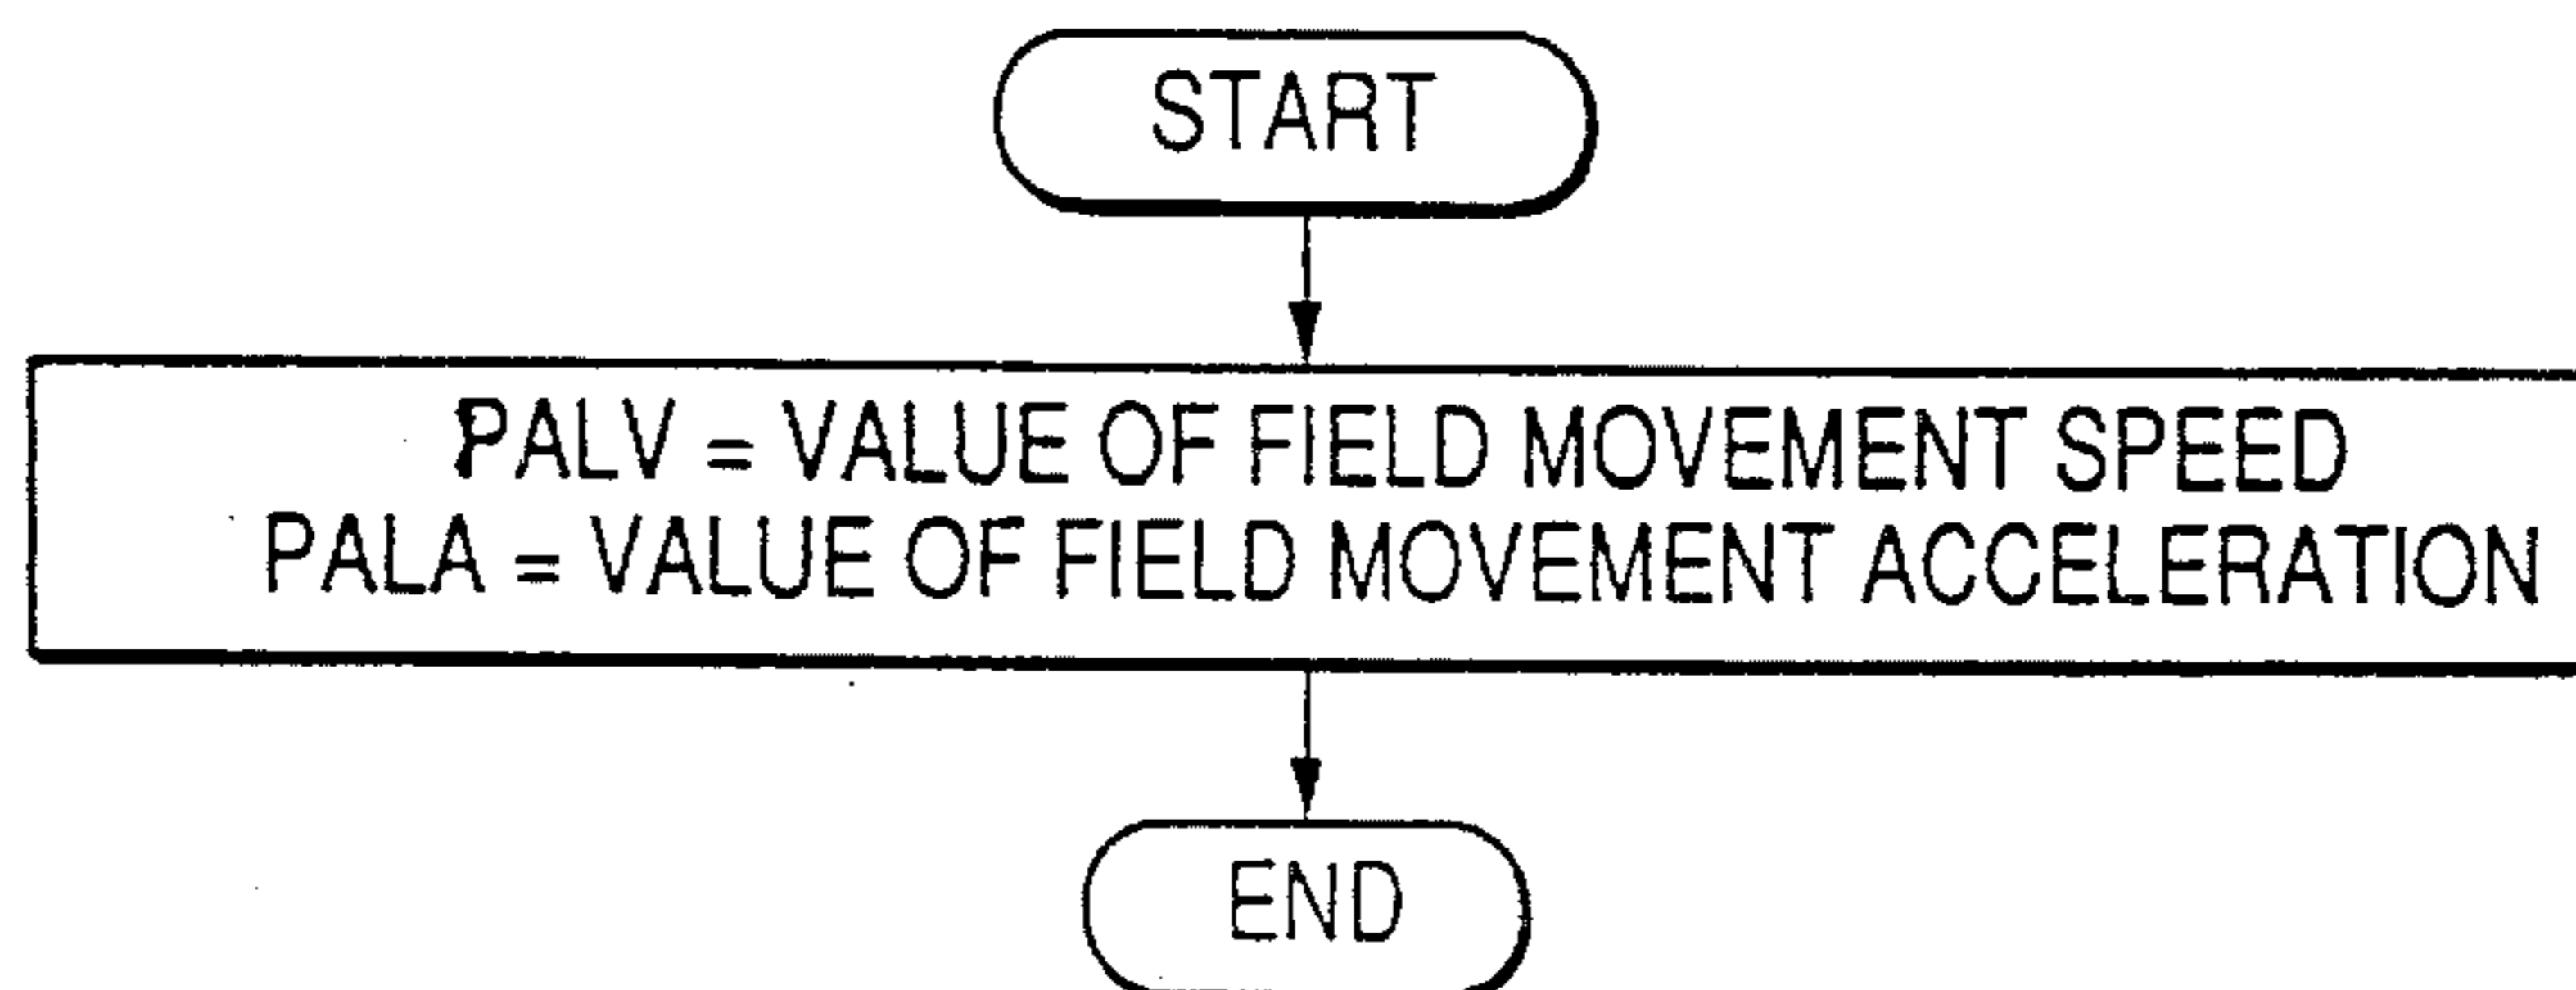 START
PALV = VALUE OF FIELD MOVEMENT SPEED
PALA = VALUE OF FIELD MOVEMENT ACCELERATION
END